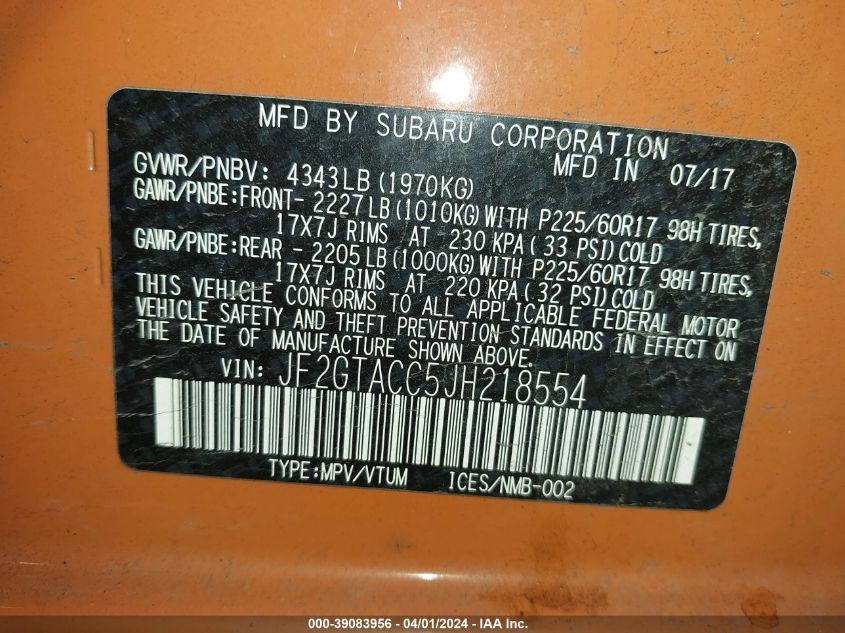 MFD BY SUBARU CORPORATION
MFD IN 07/17
GVWR/PNBV: 4343LB (1970KG)
GAWR/PNBE:FRONT- 2227LB(1010KG)WITH P225/60R17 98H TIRES,
17X7J RIMS AT 230 KPA( 33 PSI)COLD
GAWR/PNBE:REAR - 2205LB(1000KG)WITH P225/60R17 98H TIRES,
17X7J RIMS AT 220 KPA(32 PSI)COLD
THIS VEHICLE CONFORMS TO ALL APPLICABLE FEDERAL MOTOR
VEHICLE SAFETY AND THEFT PREVENTION STANDARDS IN EFFECT ON
THE DATE OF MANUFACTURE SHOWN ABOVE.
VIN: JF2GTACC5JH218554
TYPE:MPV/VTUM ICES/NMB-002
000-39083956 - 04/01/2024 - IAA Inc.